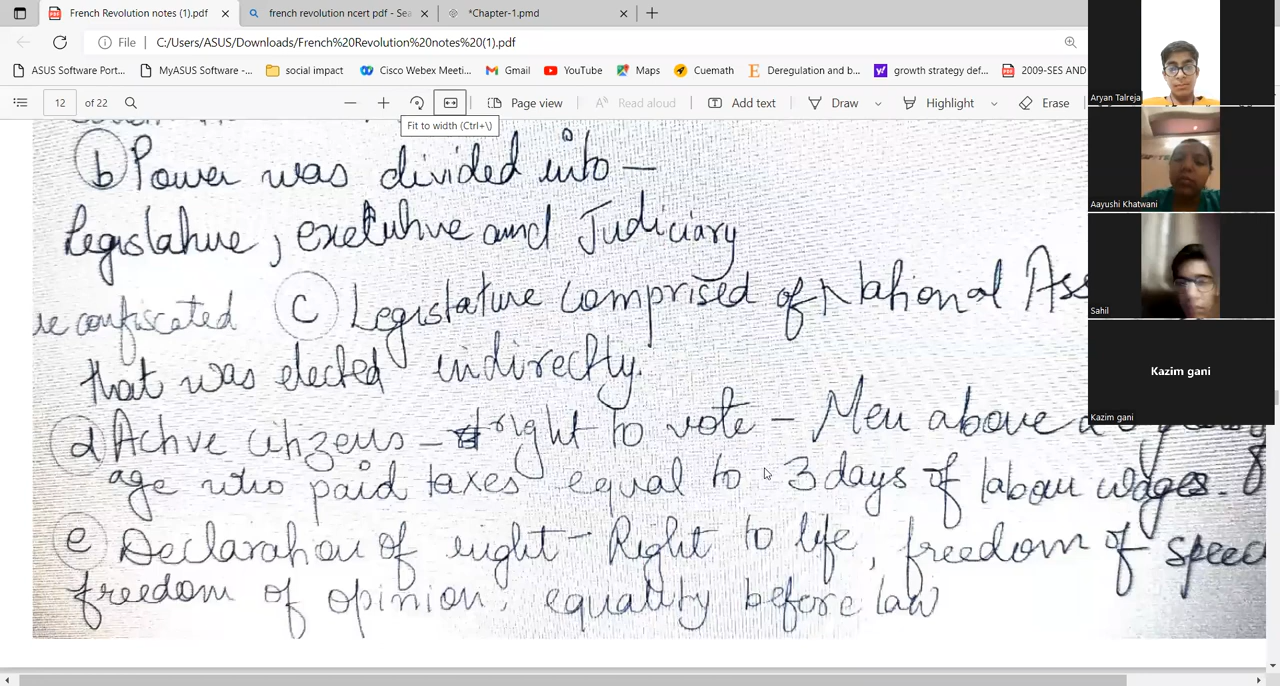 French Revolution notes (1).pdf
french revolution ncert pdf - Sea
*Chapter-1.pmd
File
C:/Users/ASUS/Downloads/French%20Revolution%20notes%20(1).pdf
ASUS Software Port...
MyASUS Software -...
social impact
Cisco Webex Meeti...
Gmail
YouTube
Maps
Cuemath
Deregulation and b...
growth strategy def...
2009-SES AND
12 of 22
Page view
Read aloud
Add text
Draw
Highlight
Erase
Fit to width (Ctrl+\)
b Power was divided into —
legislative, executive and Judiciary
re confiscated c Legislature comprised of National Ass
that was elected indirectly.
d Active citizens - right to vote - Men above
age who paid taxes equal to 3 days of labour wages.
e Declaration of right - Right to life, freedom of speec
freedom of opinion, equality before law
Aryan Talreja
Aayushi Khatwani
Sahil
Kazim gani
Kazim gani